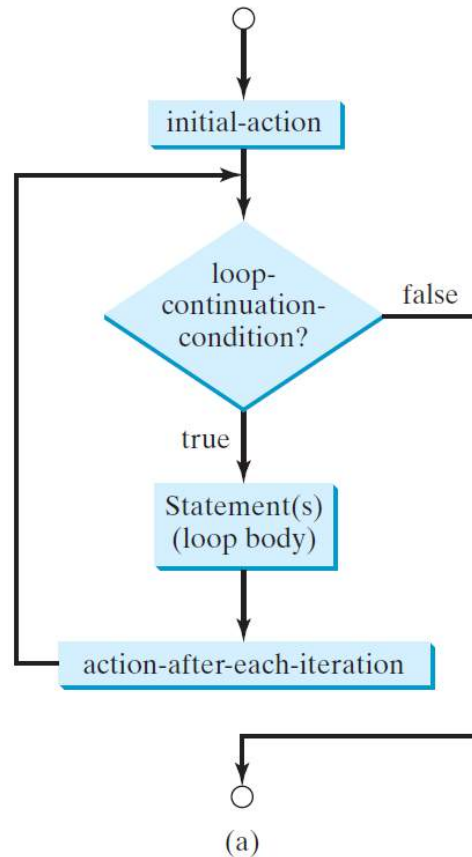 initial-action
loop-
continuation-
condition?
false
true
Statement(s)
(loop body)
action-after-each-iteration
(a)